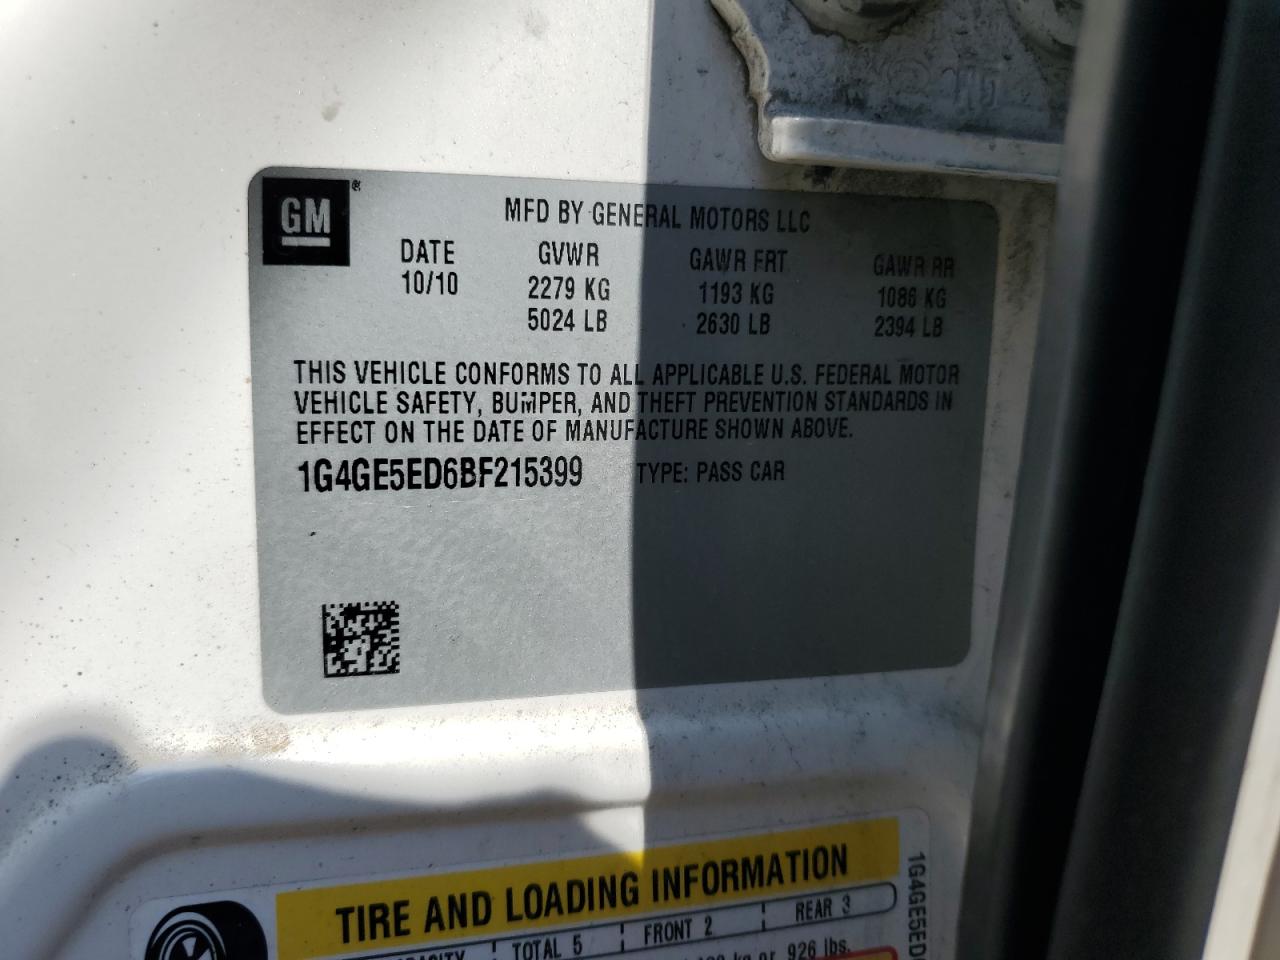 GM ®
MFD BY GENERAL MOTORS LLC
DATE GVWR GAWR FRT GAWR RR
10/10 2279 KG 1193 KG 1086 KG
5024 LB 2630 LB 2394 LB
THIS VEHICLE CONFORMS TO ALL APPLICABLE U.S. FEDERAL MOTOR
VEHICLE SAFETY, BUMPER, AND THEFT PREVENTION STANDARDS IN
EFFECT ON THE DATE OF MANUFACTURE SHOWN ABOVE.
1G4GE5ED6BF215399 TYPE: PASS CAR
TIRE AND LOADING INFORMATION
TOTAL 5 FRONT 2 REAR 3
kg or 926 lbs.
1G4GE5ED